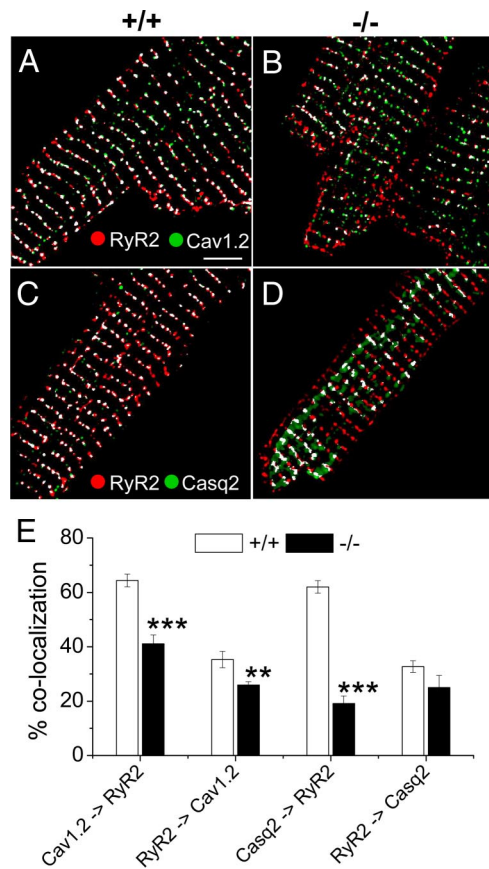 +/+ -/-
A B
RyR2 Cav1.2
C D
RyR2 Casq2
E
+/+ -/-
80
60
40
20
0
% co-localization
*** ** ***
Cav1.2 -> RyR2
RyR2 -> Cav1.2
Casq2 -> RyR2
RyR2 -> Casq2